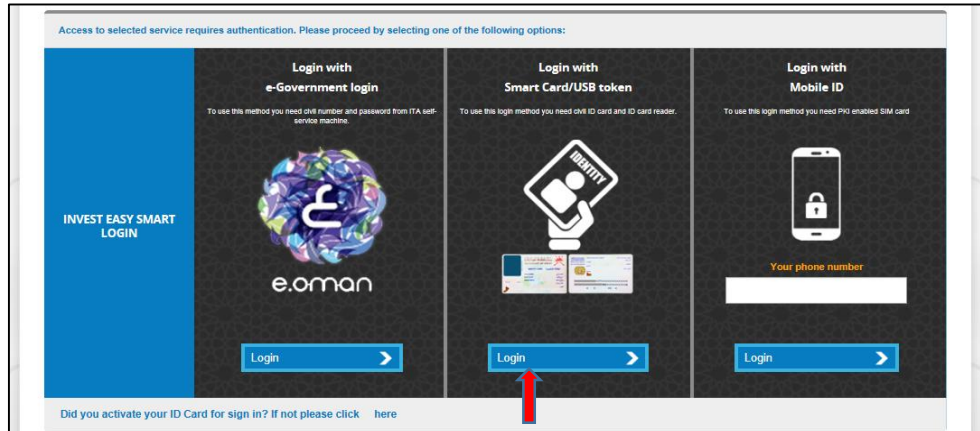 Access to selected service requires authentication. Please proceed by selecting one of the following options:
INVEST EASY SMART
LOGIN
Login with
e-Government login
To use this method you need civil number and password from ITA self-
service machine.
e.oman
Login
Login with
Smart Card/USB token
To use this login method you need civil ID card and ID card reader.
IDENTITY
Login
Login with
Mobile ID
To use this login method you need PKI enabled SIM card
Your phone number
Login
Did you activate your ID Card for sign in? If not please click here